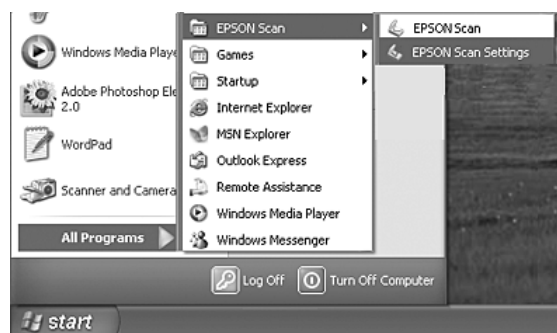 Windows Media Playe
Adobe Photoshop Ele
2.0
WordPad
Scanner and Camera
All Programs
EPSON Scan
Games
Startup
Internet Explorer
MSN Explorer
Outlook Express
Remote Assistance
Windows Media Player
Windows Messenger
EPSON Scan
EPSON Scan Settings
Log Off
Turn Off Computer
start